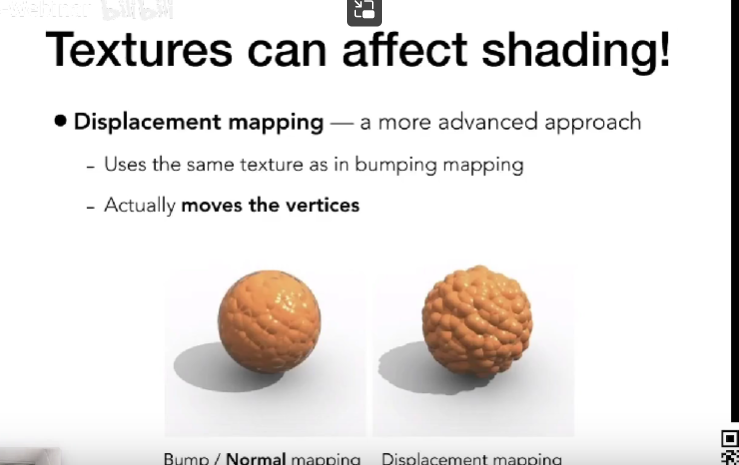 Textures can affect shading!
● Displacement mapping — a more advanced approach
- Uses the same texture as in bumping mapping
- Actually moves the vertices
Bump / Normal mapping
Displacement mapping